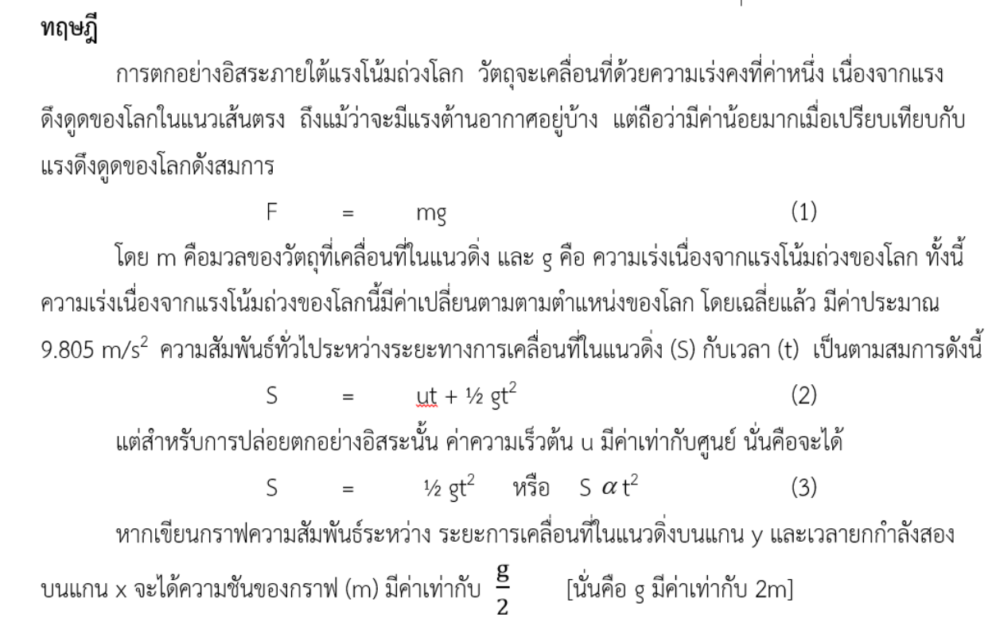 ทฤษฎี
การตกอย่างอิสระภายใต้แรงโน้มถ่วงโลก วัตถุจะเคลื่อนที่ด้วยความเร่งคงที่ค่าหนึ่ง เนื่องจากแรง
ดึงดูดของโลกในแนวเส้นตรง ถึงแม้ว่าจะมีแรงต้านอากาศอยู่บ้าง แต่ถือว่ามีค่าน้อยมากเมื่อเปรียบเทียบกับ
แรงดึงดูดของโลกดังสมการ
F = mg (1)
โดย m คือมวลของวัตถุที่เคลื่อนที่ในแนวดิ่ง และ g คือ ความเร่งเนื่องจากแรงโน้มถ่วงของโลก ทั้งนี้
ความเร่งเนื่องจากแรงโน้มถ่วงของโลกนี้มีค่าเปลี่ยนตามตามตำแหน่งของโลก โดยเฉลี่ยแล้ว มีค่าประมาณ
9.805 m/s² ความสัมพันธ์ทั่วไประหว่างระยะทางการเคลื่อนที่ในแนวดิ่ง (S) กับเวลา (t) เป็นตามสมการดังนี้
S = ut + ½ gt² (2)
แต่สำหรับการปล่อยตกอย่างอิสระนั้น ค่าความเร็วต้น u มีค่าเท่ากับศูนย์ นั่นคือจะได้
S = ½ gt² หรือ S α t² (3)
หากเขียนกราฟความสัมพันธ์ระหว่าง ระยะการเคลื่อนที่ในแนวดิ่งบนแกน y และเวลายกกำลังสอง
บนแกน x จะได้ความชันของกราฟ (m) มีค่าเท่ากับ g/2 [นั่นคือ g มีค่าเท่ากับ 2m]